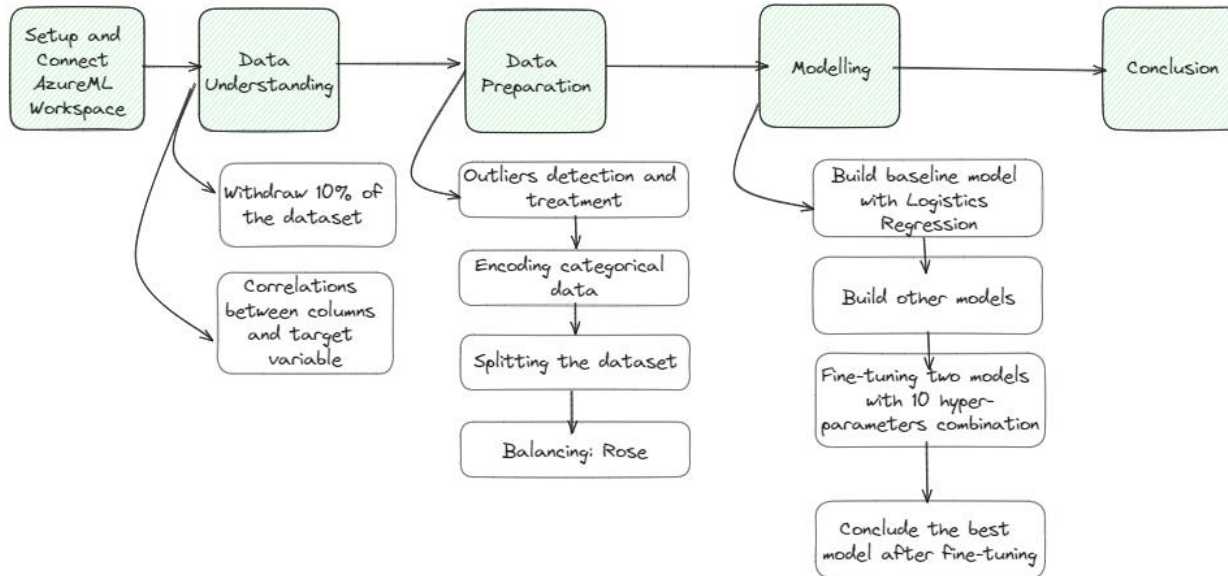 Setup and
Connect
AzureML
Workspace
Data
Understanding
Data
Preparation
Modelling
Conclusion
Withdraw 10% of
the dataset
Correlations
between columns
and target
variable
Outliers detection and
treatment
Encoding categorical
data
Splitting the dataset
Balancing: Rose
Build baseline model
with Logistics
Regression
Build other models
Fine-tuning two models
with 10 hyper-
parameters combination
Conclude the best
model after fine-tuning